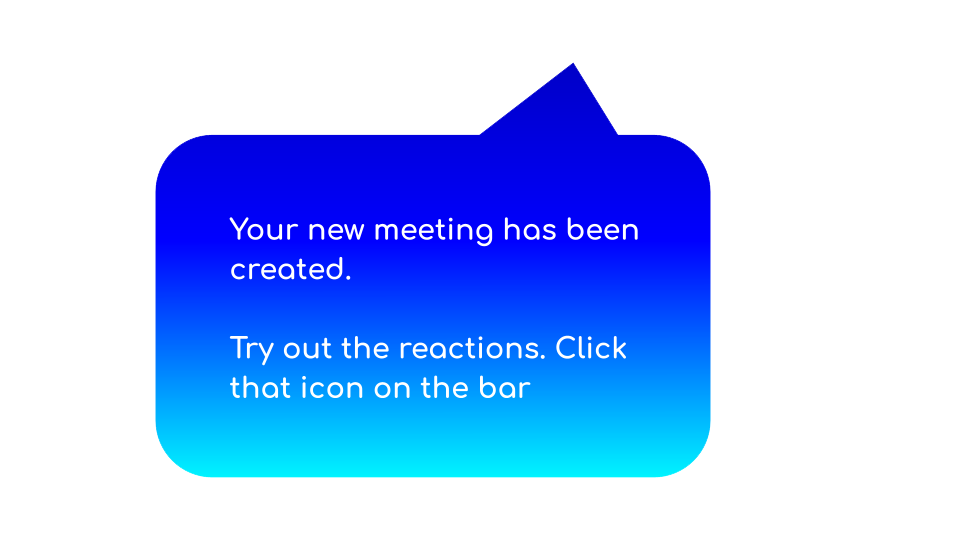 Your new meeting has been
created.
Try out the reactions. Click
that icon on the bar